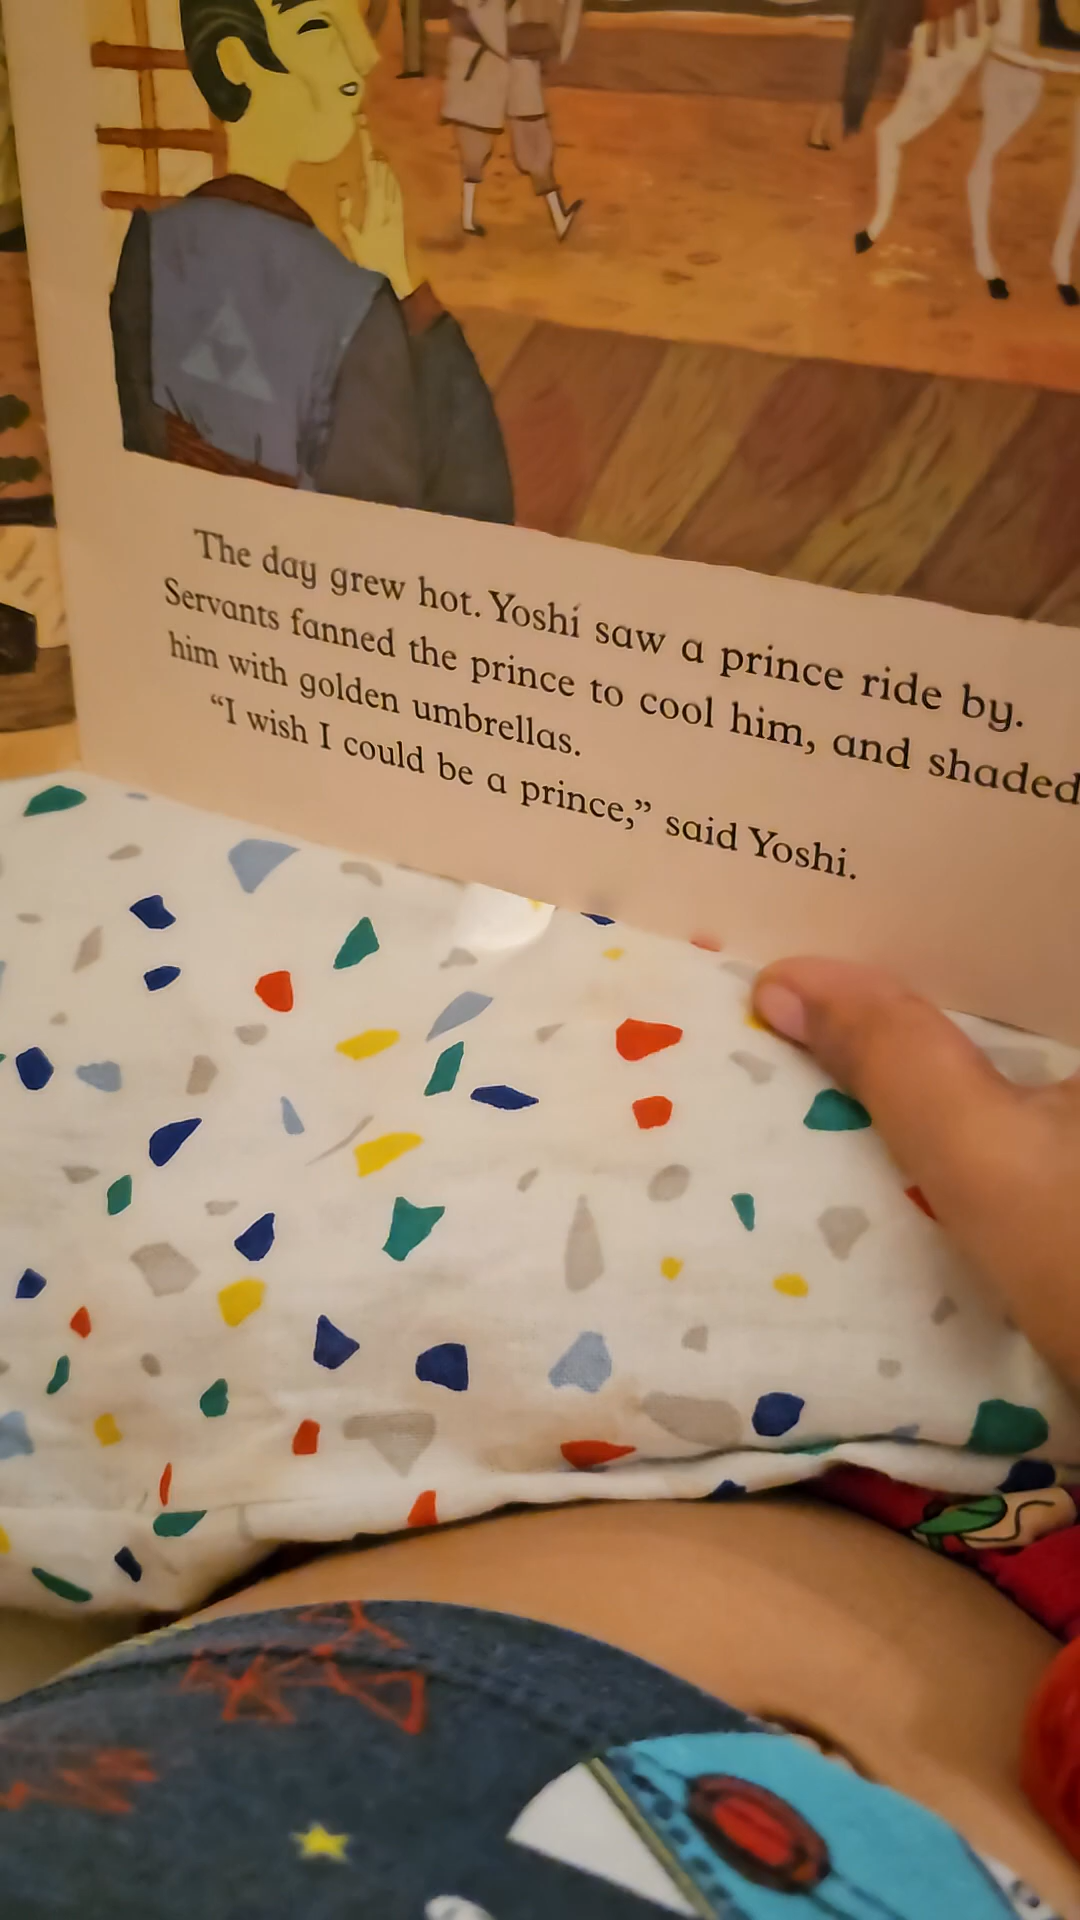 The day grew hot. Yoshi saw a prince ride by.
Servants fanned the prince to cool him, and shaded
him with golden umbrellas.
“I wish I could be a prince,” said Yoshi.